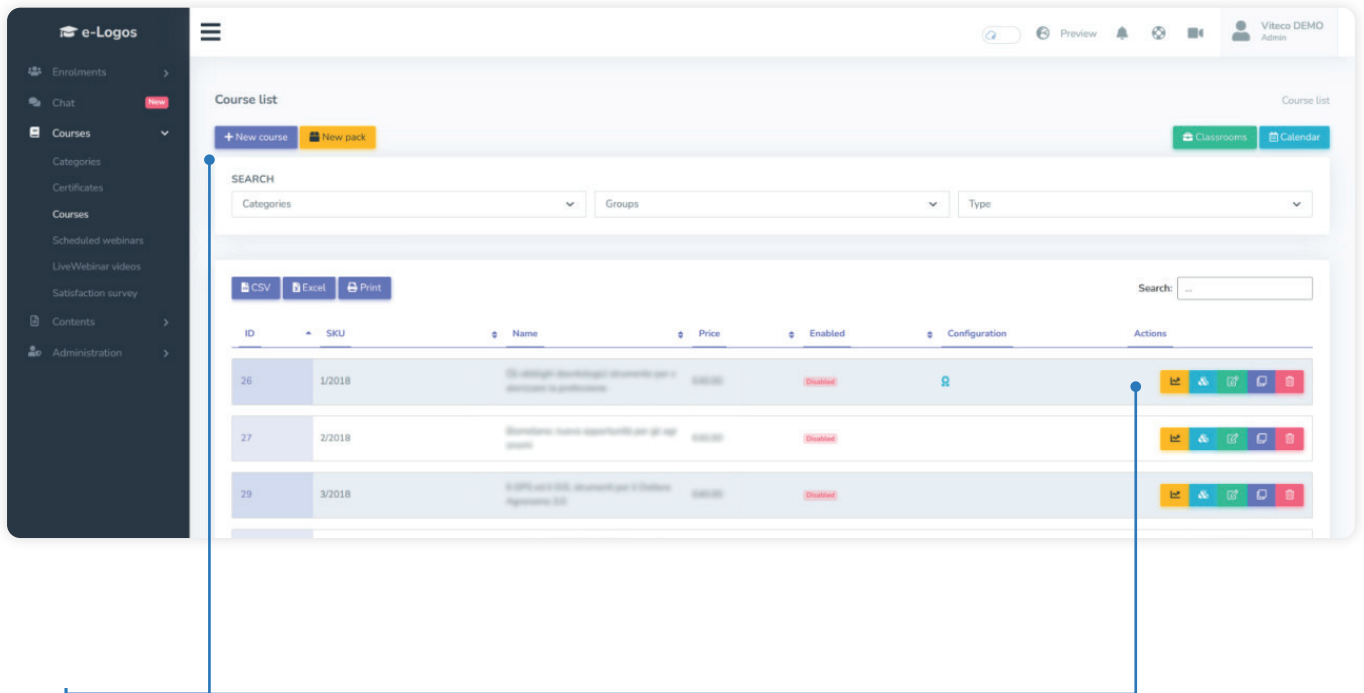 e-Logos
Preview
Viteco DEMO
Admin
Enrolments
Chat New
Courses
Categories
Certificates
Courses
Scheduled webinars
LiveWebinar videos
Satisfaction survey
Contents
Administration
Course list
Course list
+ New course New pack
Classrooms Calendar
SEARCH
Categories Groups Type
CSV Excel Print
Search: ...
ID SKU Name Price Enabled Configuration Actions
26 1/2018 Disabled
27 2/2018 Disabled
29 3/2018 Disabled